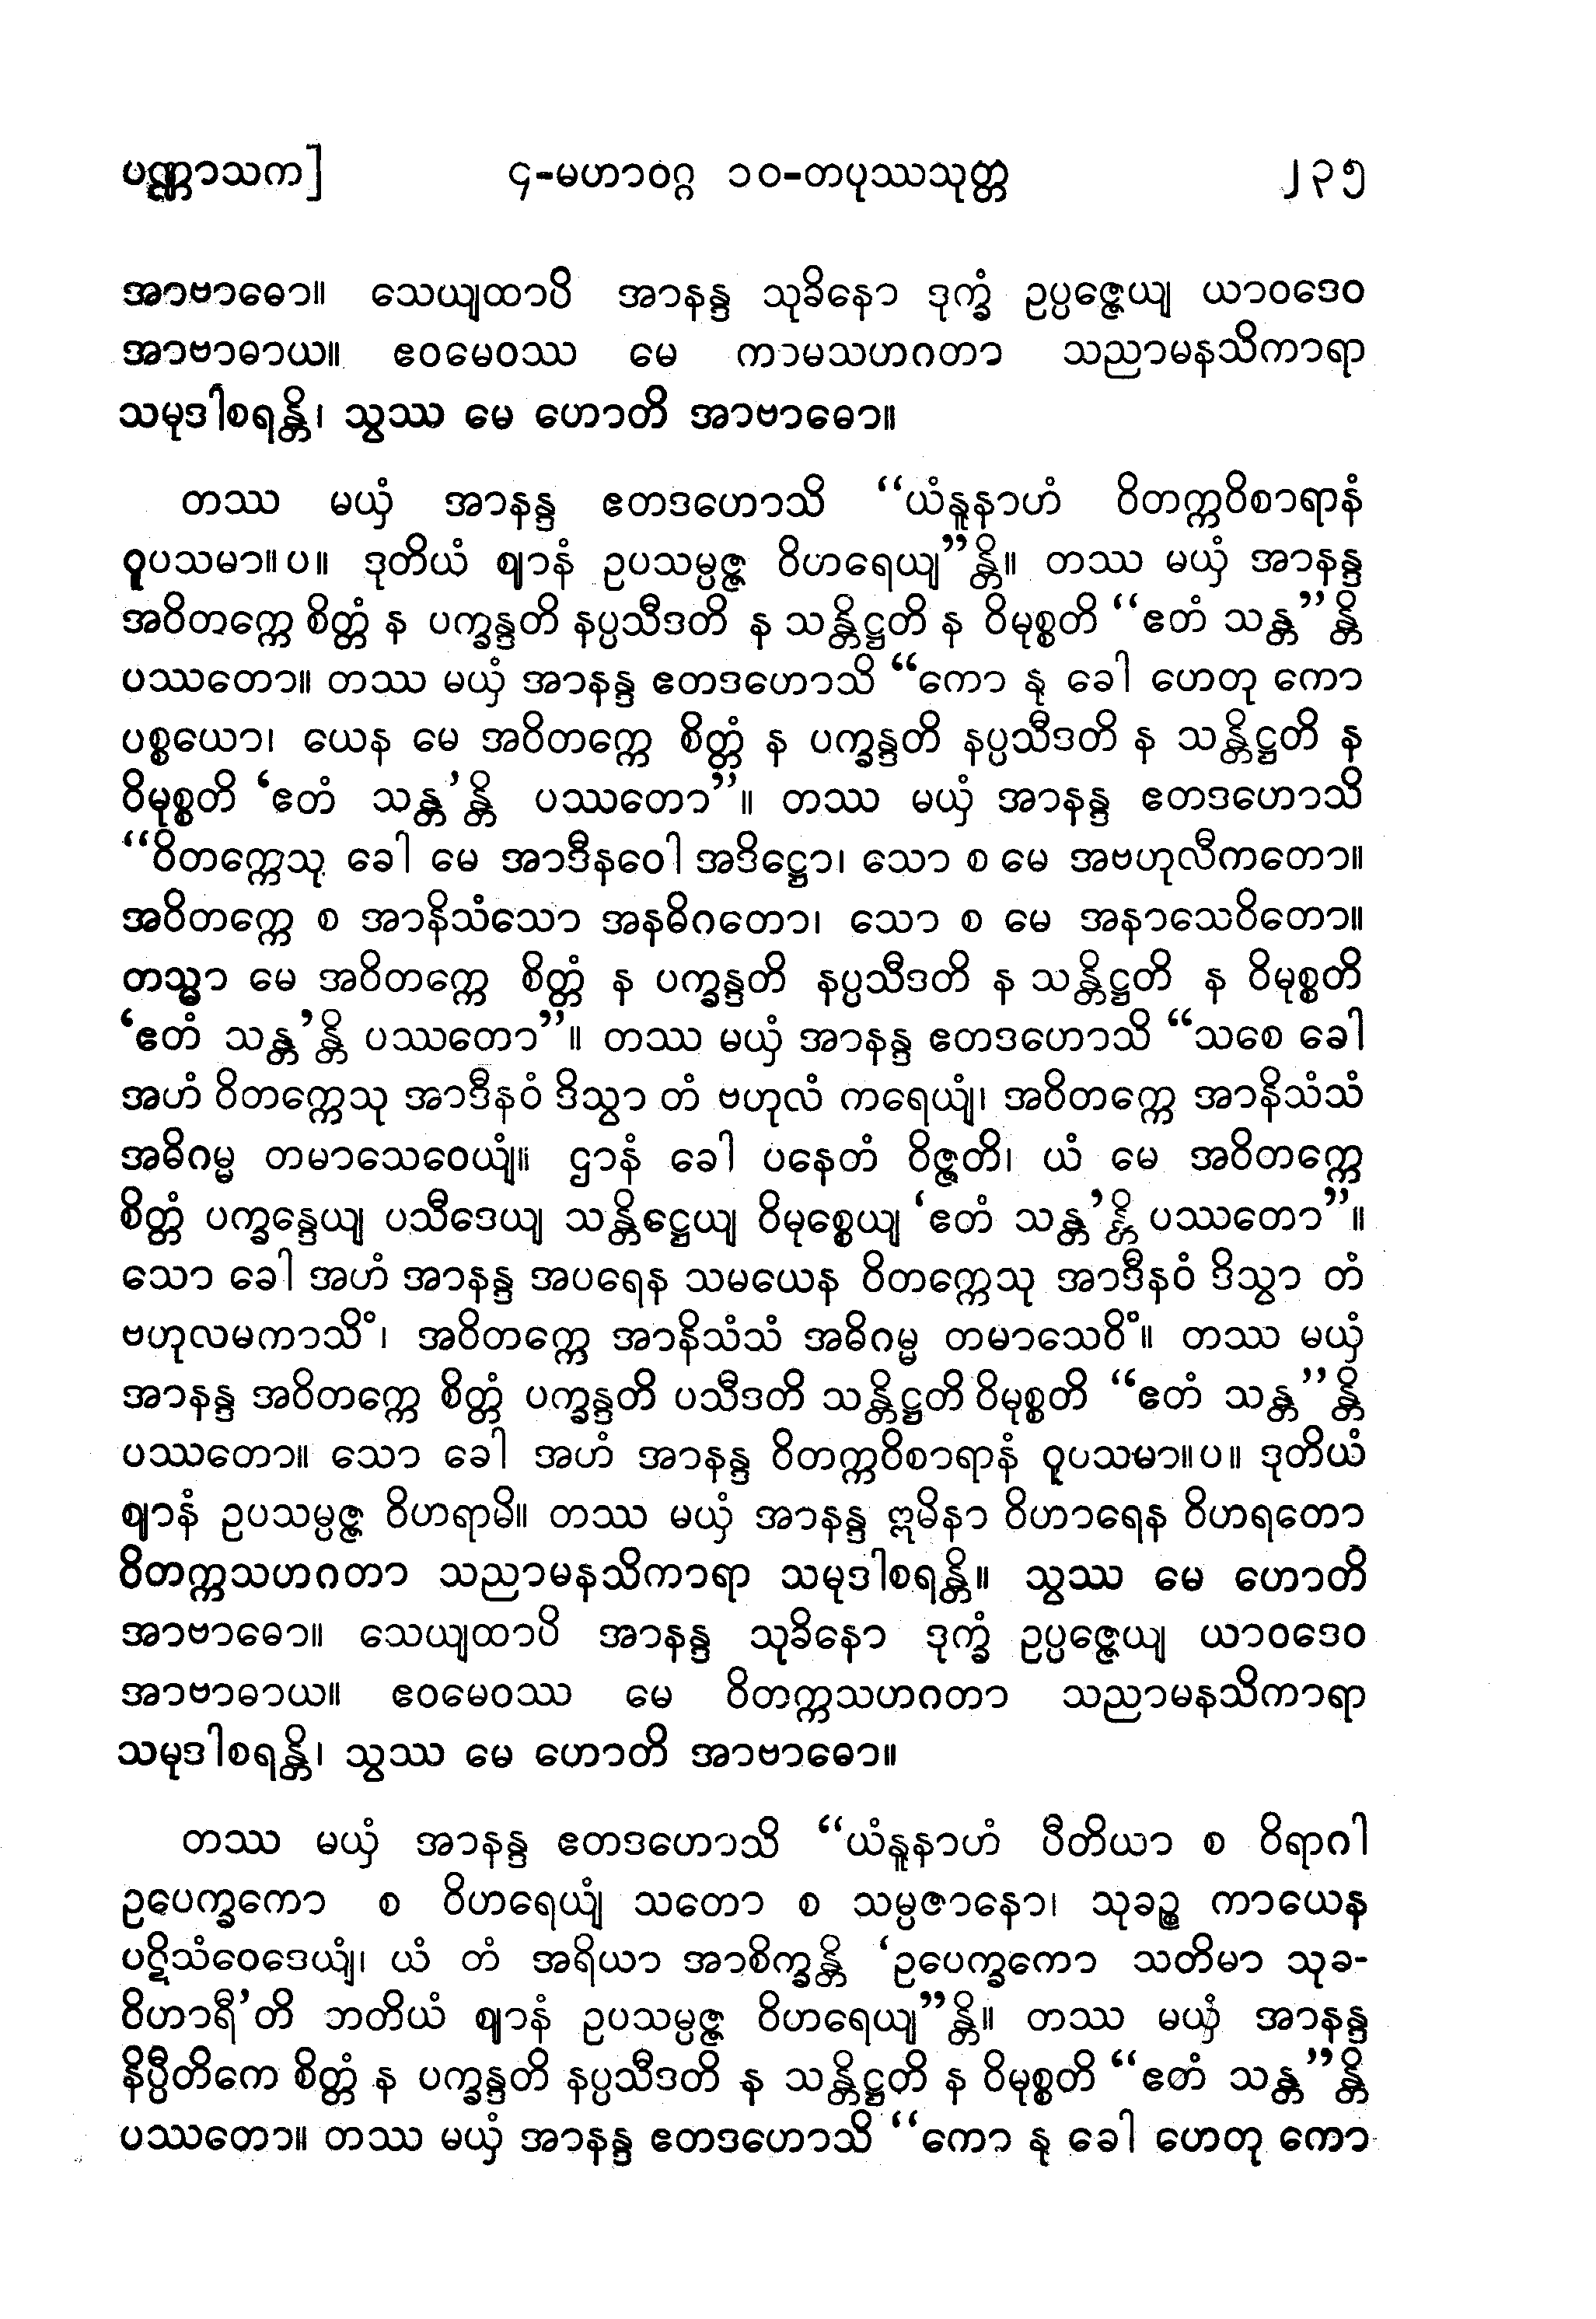 ပဏ္ဏာသက] ၄-မဟာဝဂ္ဂ ၁၀-တပုဿသုတ္တ ၂၃၅
အာဗာဓော။ သေယျထာပိ အာနန္ဒ သုခိနော ဒုက္ခံ ဥပ္ပဇ္ဇေယျ ယာဝဒေဝ
အာဗာဓာယ။ ဧဝမေဝဿ မေ ကာမသဟဂတာ သညာမနသိကာရာ
သမုဒါစရန္တိ၊ သွဿ မေ ဟောတိ အာဗာဓော။
တဿ မယှံ အာနန္ဒ ဧတဒဟောသိ “ယံနူနာဟံ ဝိတက္ကဝိစာရာနံ
ဝူပသမာ။ပ။ ဒုတိယံ ဈာနံ ဥပသမ္ပဇ္ဇ ဝိဟရေယျ”န္တိ။ တဿ မယှံ အာနန္ဒ
အဝိတက္ကေ စိတ္တံ န ပက္ခန္ဒတိ နပ္ပသီဒတိ န သန္တိဋ္ဌတိ န ဝိမုစ္စတိ “ဧတံ သန္တ”န္တိ
ပဿတော။ တဿ မယှံ အာနန္ဒ ဧတဒဟောသိ “ကော နု ခေါ ဟေတု ကော
ပစ္စယော၊ ယေန မေ အဝိတက္ကေ စိတ္တံ န ပက္ခန္ဒတိ နပ္ပသီဒတိ န သန္တိဋ္ဌတိ န
ဝိမုစ္စတိ ‘ဧတံ သန္တ’န္တိ ပဿတော”။ တဿ မယှံ အာနန္ဒ ဧတဒဟောသိ
“ဝိတက္ကေသု ခေါ မေ အာဒီနဝေါ အဒိဋ္ဌော၊ သော စ မေ အဗဟုလီကတော။
အဝိတက္ကေ စ အာနိသံသော အနဓိဂတော၊ သော စ မေ အနာသေဝိတော။
တသ္မာ မေ အဝိတက္ကေ စိတ္တံ န ပက္ခန္ဒတိ နပ္ပသီဒတိ န သန္တိဋ္ဌတိ န ဝိမုစ္စတိ
‘ဧတံ သန္တ’န္တိ ပဿတော”။ တဿ မယှံ အာနန္ဒ ဧတဒဟောသိ “သစေ ခေါ
အဟံ ဝိတက္ကေသု အာဒီနဝံ ဒိသွာ တံ ဗဟုလံ ကရေယျံ၊ အဝိတက္ကေ အာနိသံသံ
အဓိဂမ္မ တမာသေဝေယျံ။ ဌာနံ ခေါ ပနေတံ ဝိဇ္ဇတိ၊ ယံ မေ အဝိတက္ကေ
စိတ္တံ ပက္ခန္ဒေယျ ပသီဒေယျ သန္တိဋ္ဌေယျ ဝိမုစ္စေယျ ‘ဧတံ သန္တ’န္တိ ပဿတော”။
သော ခေါ အဟံ အာနန္ဒ အပရေန သမယေန ဝိတက္ကေသု အာဒီနဝံ ဒိသွာ တံ
ဗဟုလမကာသိံ၊ အဝိတက္ကေ အာနိသံသံ အဓိဂမ္မ တမာသေဝိံ။ တဿ မယှံ
အာနန္ဒ အဝိတက္ကေ စိတ္တံ ပက္ခန္ဒတိ ပသီဒတိ သန္တိဋ္ဌတိ ဝိမုစ္စတိ “ဧတံ သန္တ”န္တိ
ပဿတော။ သော ခေါ အဟံ အာနန္ဒ ဝိတက္ကဝိစာရာနံ ဝူပသမာ။ပ။ ဒုတိယံ
ဈာနံ ဥပသမ္ပဇ္ဇ ဝိဟရာမိ။ တဿ မယှံ အာနန္ဒ ဣမိနာ ဝိဟာရေန ဝိဟရတော
ဝိတက္ကသဟဂတာ သညာမနသိကာရာ သမုဒါစရန္တိ။ သွဿ မေ ဟောတိ
အာဗာဓော။ သေယျထာပိ အာနန္ဒ သုခိနော ဒုက္ခံ ဥပ္ပဇ္ဇေယျ ယာဝဒေဝ
အာဗာဓာယ။ ဧဝမေဝဿ မေ ဝိတက္ကသဟဂတာ သညာမနသိကာရာ
သမုဒါစရန္တိ၊ သွဿ မေ ဟောတိ အာဗာဓော။
တဿ မယှံ အာနန္ဒ ဧတဒဟောသိ “ယံနူနာဟံ ပီတိယာ စ ဝိရာဂါ
ဥပေက္ခကော စ ဝိဟရေယျံ သတော စ သမ္ပဇာနော၊ သုခဉ္စ ကာယေန
ပဋိသံဝေဒေယျံ၊ ယံ တံ အရိယာ အာစိက္ခန္တိ ‘ဥပေက္ခကော သတိမာ သုခ-
ဝိဟာရီ’တိ ဘတိယံ ဈာနံ ဥပသမ္ပဇ္ဇ ဝိဟရေယျ”န္တိ။ တဿ မယှံ အာနန္ဒ
နိပ္ပီတိကေ စိတ္တံ န ပက္ခန္ဒတိ နပ္ပသီဒတိ န သန္တိဋ္ဌတိ န ဝိမုစ္စတိ “ဧတံ သန္တ”န္တိ
ပဿတော။ တဿ မယှံ အာနန္ဒ ဧတဒဟောသိ “ကော နု ခေါ ဟေတု ကော